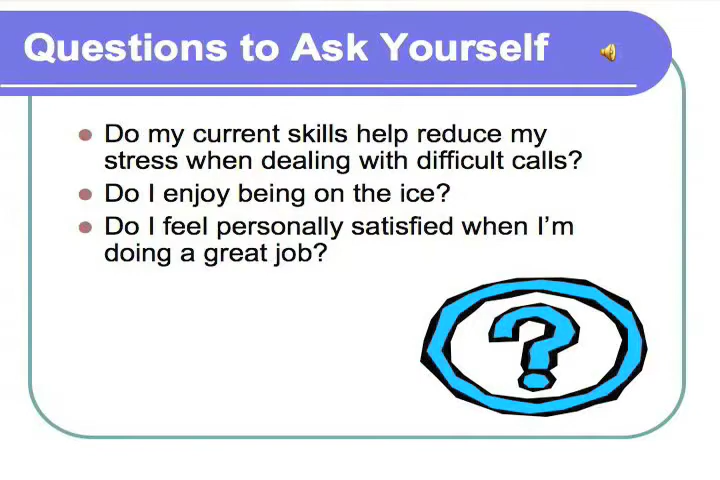 Questions to Ask Yourself
Do my current skills help reduce my
stress when dealing with difficult calls?
Do I enjoy being on the ice?
Do I feel personally satisfied when I’m
doing a great job?
?